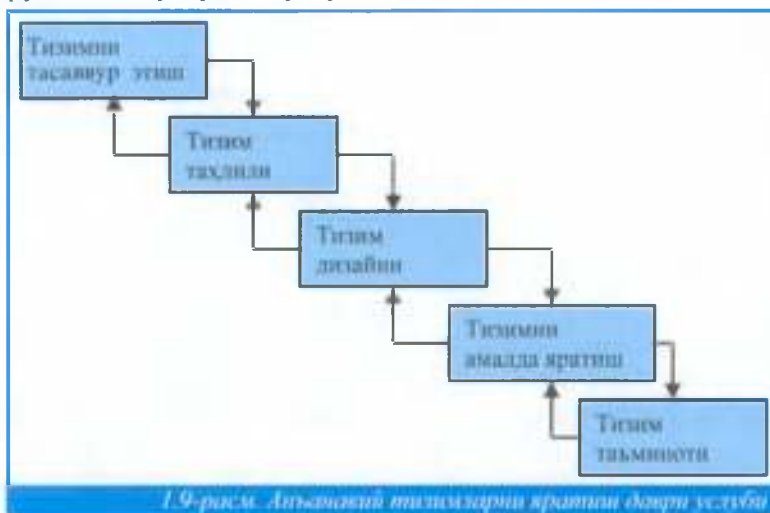 Тизимни
тасаввур этиш
Тизим
таҳлили
Тизим
дизайни
Тизимни
амалда яратиш
Тизим
таъминоти
1.9-расм. Анъанавий тизимларни яратиш даври услуби